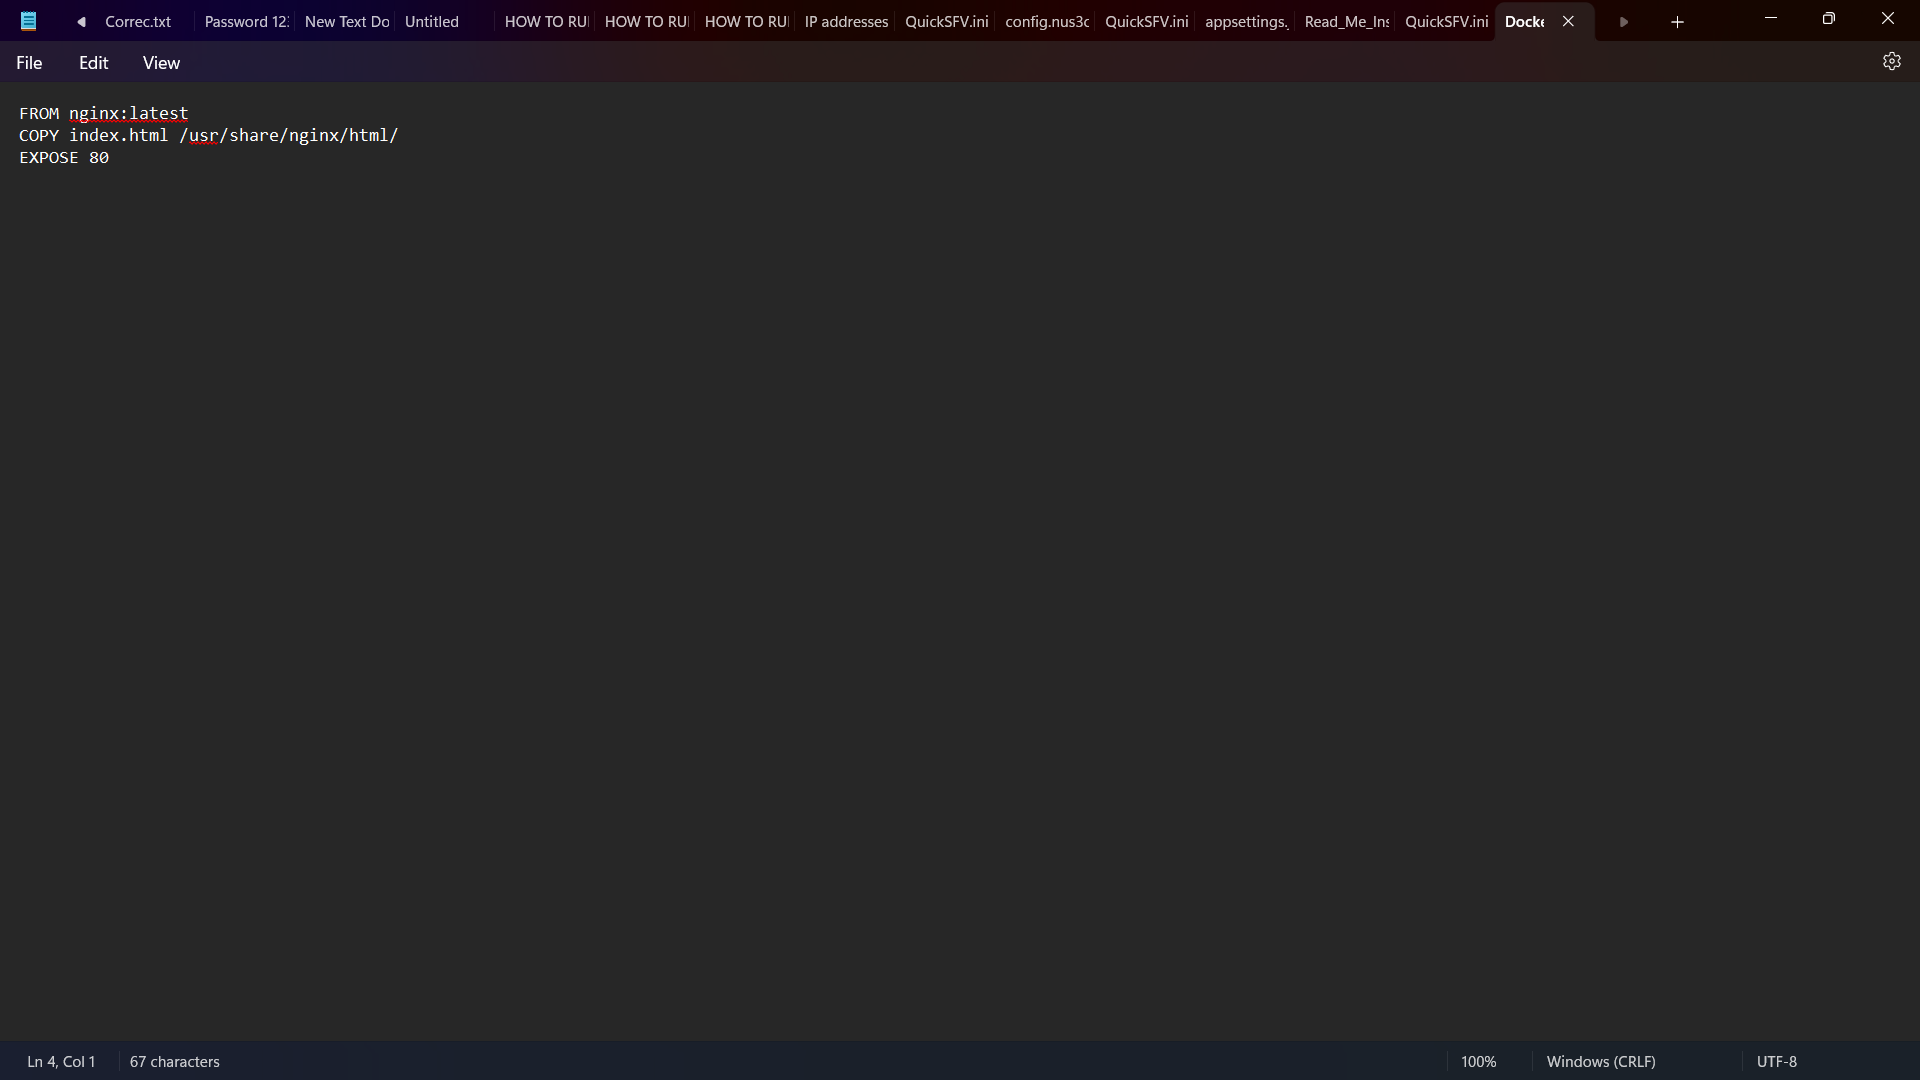 Correc.txt Password 12 New Text Do Untitled HOW TO RU HOW TO RU HOW TO RU IP addresses QuickSFV.ini config.nus3c QuickSFV.ini appsettings. Read_Me_Ins QuickSFV.ini Docke
File Edit View
FROM nginx:latest
COPY index.html /usr/share/nginx/html/
EXPOSE 80
Ln 4, Col 1 67 characters 100% Windows (CRLF) UTF-8